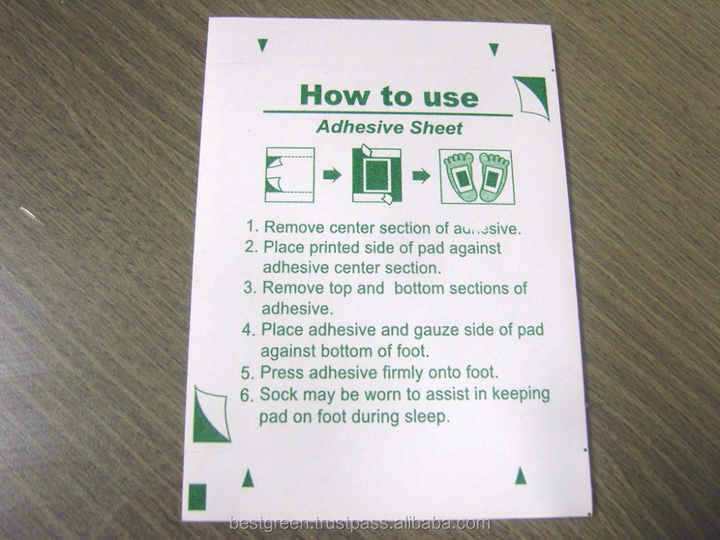 How to use
Adhesive Sheet
1. Remove center section of adhesive.
2. Place printed side of pad against
adhesive center section.
3. Remove top and bottom sections of
adhesive.
4. Place adhesive and gauze side of pad
against bottom of foot.
5. Press adhesive firmly onto foot.
6. Sock may be worn to assist in keeping
pad on foot during sleep.
bestgreen.trustpass.alibaba.com